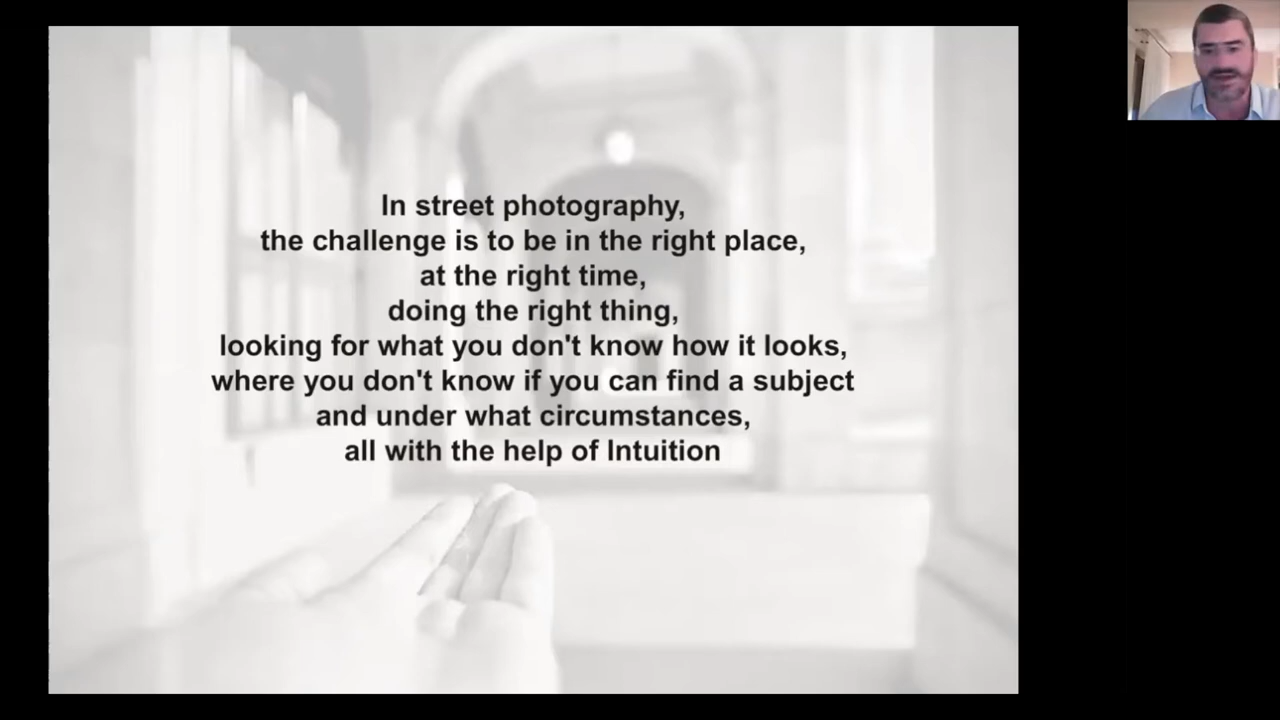 In street photography,
the challenge is to be in the right place,
at the right time,
doing the right thing,
looking for what you don't know how it looks,
where you don't know if you can find a subject
and under what circumstances,
all with the help of Intuition